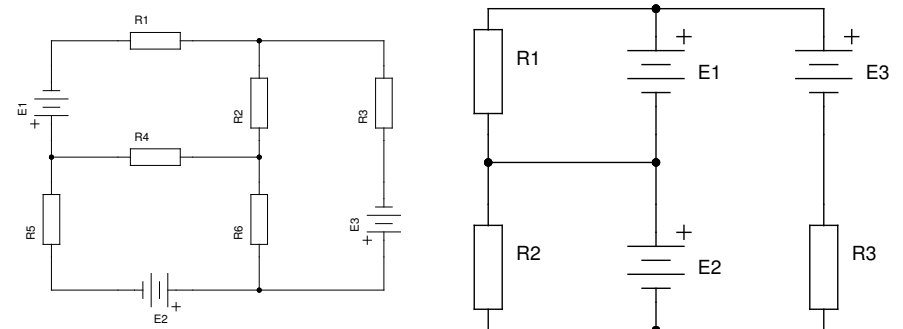 R1
E1
+
R2
R3
R4
R5
R6
E3
+
E2
+
R1
+
E1
+
E3
R2
+
E2
R3